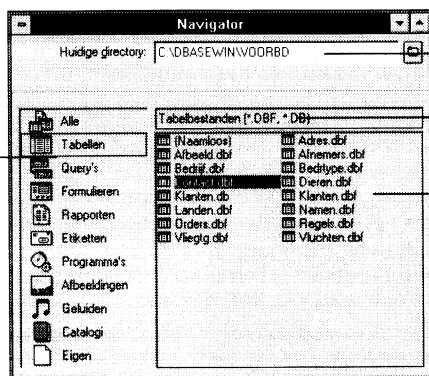 Navigator
Huidige directory: C:\DBASEWIN\VOORBD
Alle
Tabellen
Query's
Formulieren
Rapporten
Etiketten
Programma's
Afbeeldingen
Geluiden
Catalogi
Eigen
Tabelbestanden (*.DBF, *.DB)
(Naamloos)
Afbeeld.dbf
Bedrijf.dbf
Contact.dbf
Klanten.db
Landen.dbf
Orders.dbf
Vliegtg.dbf
Adres.dbf
Afnemers.dbf
Bedrtype.dbf
Dieren.dbf
Klanten.dbf
Namen.dbf
Regels.dbf
Vluchten.dbf